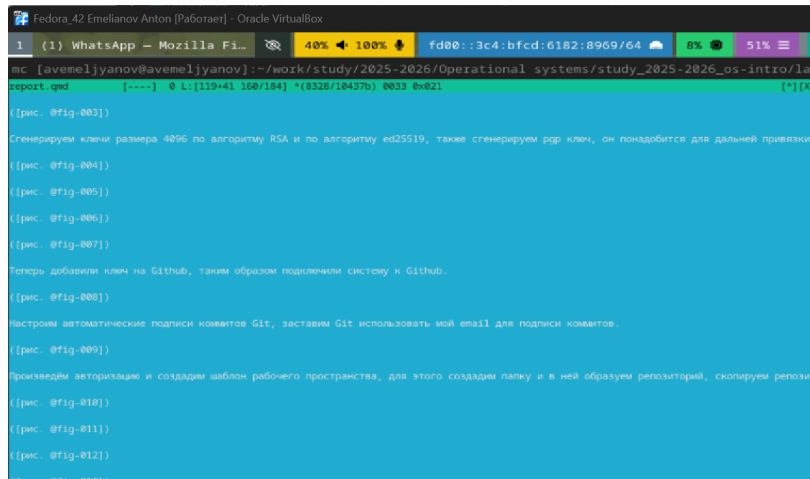 Fedora_42 Emelianov Anton [Работает] - Oracle VirtualBox
1 (1) WhatsApp — Mozilla Fi… 40% 100% fd00::3c4:bfcd:6182:8969/64 8% 51%
mc [avemeljyanov@avemeljyanov]:~/work/study/2025-2026/Operational systems/study_2025-2026_os-intro/la
report.qmd [----] 0 L:[119+41 160/184] *(8328/10437b) 0033 0x021 [*][X
([рис. @fig-003])
Сгенерируем ключи размера 4096 по алгоритму RSA и по алгоритму ed25519, также сгенерируем pgp ключ, он понадобится для дальней привязки
([рис. @fig-004])
([рис. @fig-005])
([рис. @fig-006])
([рис. @fig-007])
Теперь добавили ключ на Github, таким образом подключили систему к Github.
([рис. @fig-008])
Настроим автоматические подписи коммитов Git, заставим Git использовать мой email для подписи коммитов.
([рис. @fig-009])
Произведём авторизацию и создадим шаблон рабочего пространства, для этого создадим папку и в ней образуем репозиторий, скопируем репози
([рис. @fig-010])
([рис. @fig-011])
([рис. @fig-012])